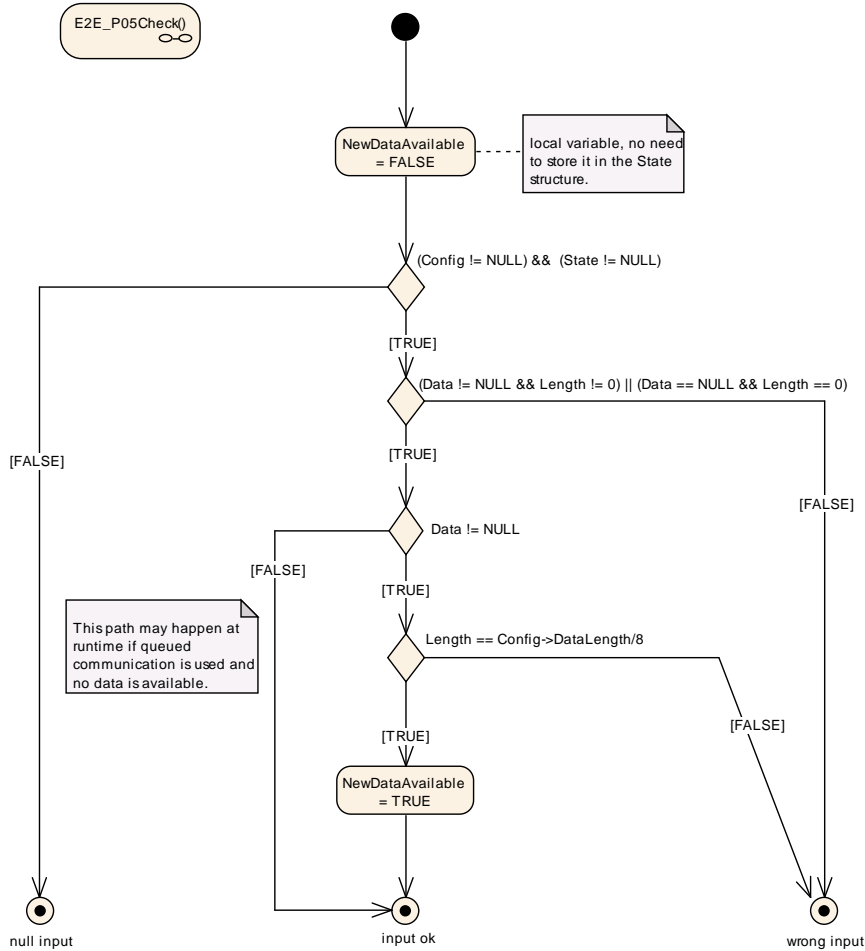 E2E_P05Check()
NewDataAvailable
= FALSE
local variable, no need
to store it in the State
structure.
(Config != NULL) && (State != NULL)
[TRUE]
(Data != NULL && Length != 0) || (Data == NULL && Length == 0)
[TRUE]
[FALSE]
[FALSE]
Data != NULL
[FALSE]
[TRUE]
This path may happen at
runtime if queued
communication is used and
no data is available.
Length == Config->DataLength/8
[FALSE]
[TRUE]
NewDataAvailable
= TRUE
null input
input ok
wrong input